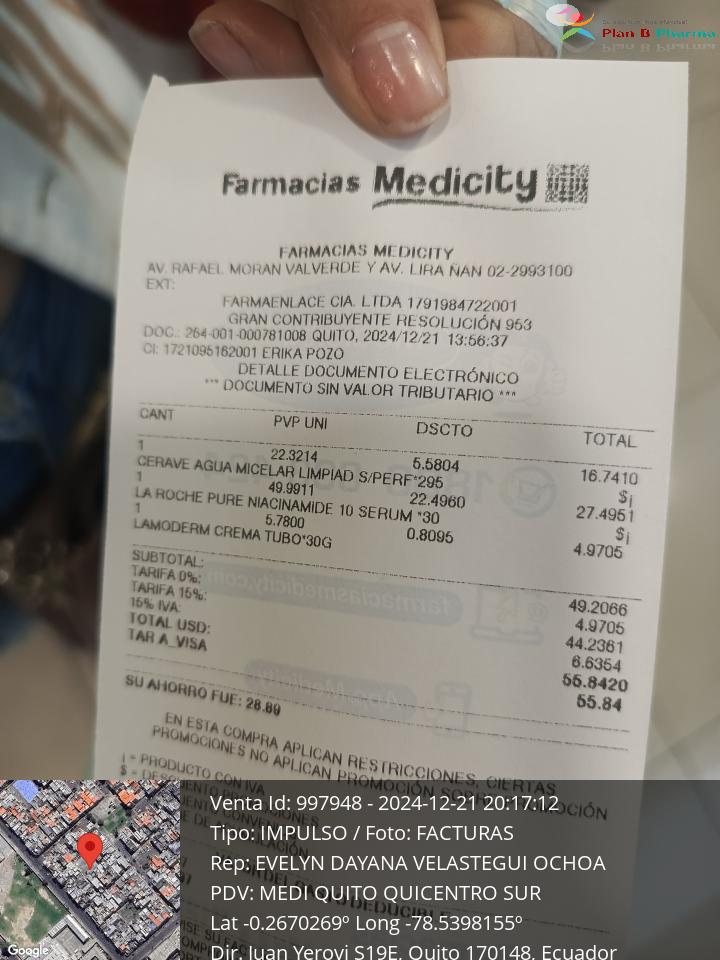 Plan B Pharma
Farmacias Medicity
FARMACIAS MEDICITY
AV. RAFAEL MORAN VALVERDE Y AV. LIRA ÑAN 02-2993100
EXT:
FARMAENLACE CIA. LTDA 1791984722001
GRAN CONTRIBUYENTE RESOLUCIÓN 953
DOC.: 264-001-000781008 QUITO, 2024/12/21 13:56:37
CI: 1721095162001 ERIKA POZO
DETALLE DOCUMENTO ELECTRÓNICO
*** DOCUMENTO SIN VALOR TRIBUTARIO ***
CANT PVP UNI DSCTO TOTAL
1 22.3214 5.5804 16.7410
CERAVE AGUA MICELAR LIMPIAD S/PERF*295 $¡
1 49.9911 22.4960 27.4951
LA ROCHE PURE NIACINAMIDE 10 SERUM *30 $¡
1 5.7800 0.8095 4.9705
LAMODERM CREMA TUBO*30G
SUBTOTAL: 49.2066
TARIFA 0%: 4.9705
TARIFA 15%: 44.2361
15% IVA: 6.6354
TOTAL USD: 55.8420
TAR A_VISA 55.84
SU AHORRO FUE: 28.89
EN ESTA COMPRA APLICAN RESTRICCIONES. CIERTAS
PROMOCIONES NO APLICAN PROMOCIÓN SOBRE PROMOCIÓN
¡ = PRODUCTO CON IVA
Venta Id: 997948 - 2024-12-21 20:17:12
Tipo: IMPULSO / Foto: FACTURAS
Rep: EVELYN DAYANA VELASTEGUI OCHOA
PDV: MEDI QUITO QUICENTRO SUR
Lat -0.2670269º Long -78.5398155º
Dir. Juan Yerovi S19E, Quito 170148, Ecuador
Google